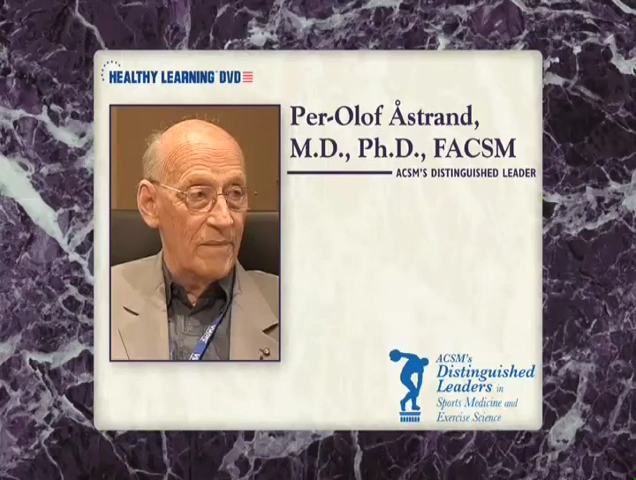 HEALTHY LEARNING DVD
Per-Olof Åstrand,
M.D., Ph.D., FACSM
ACSM'S DISTINGUISHED LEADER
ACSM's
Distinguished
Leaders in
Sports Medicine and
Exercise Science